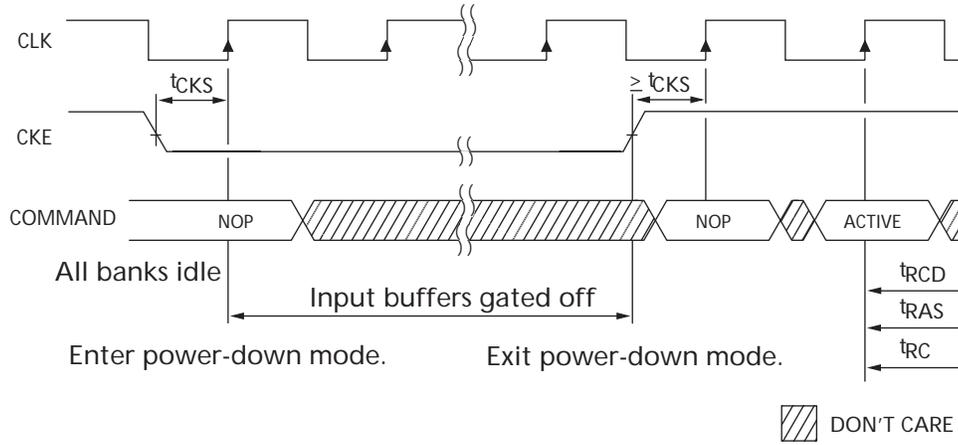 CLK
tCKS
≥ tCKS
CKE
COMMAND
NOP
NOP
ACTIVE
All banks idle
Input buffers gated off
tRCD
tRAS
tRC
Enter power-down mode.
Exit power-down mode.
DON'T CARE